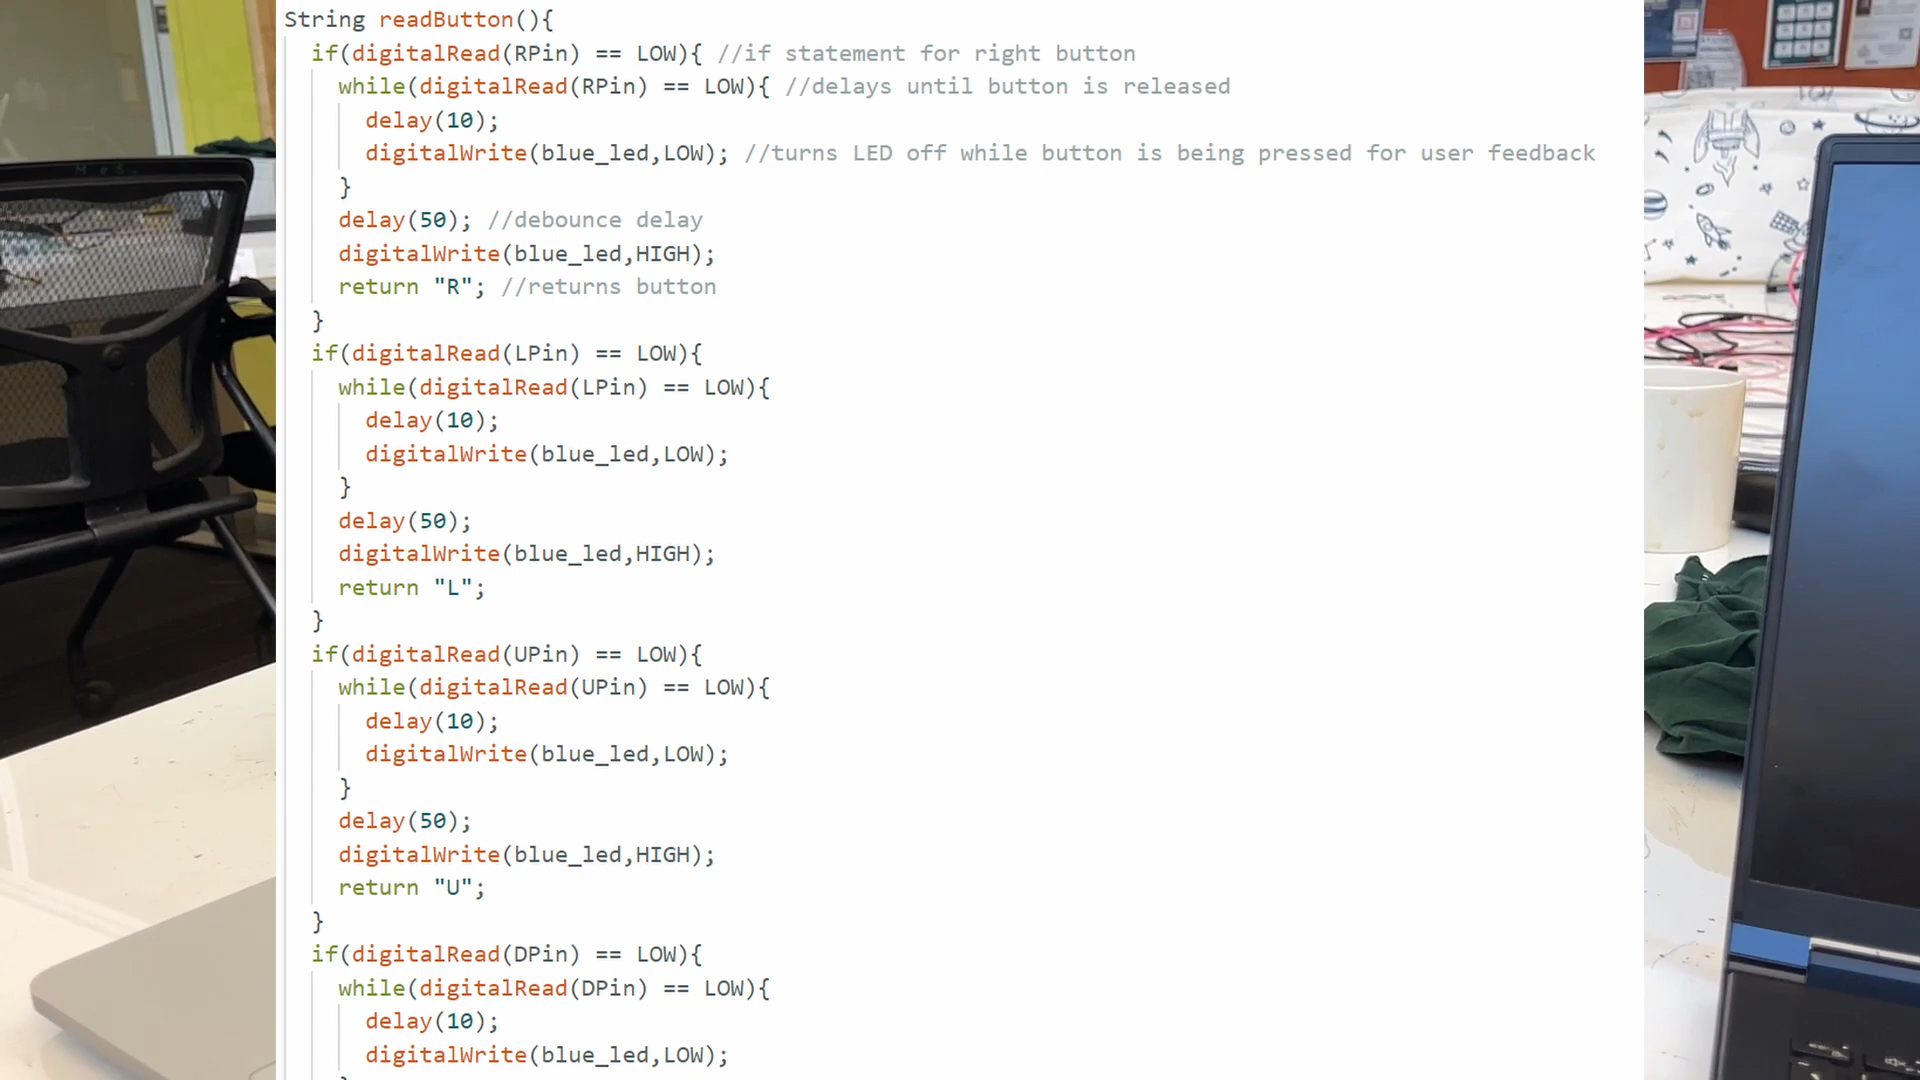 String readButton(){
if(digitalRead(RPin) == LOW){ //if statement for right button
while(digitalRead(RPin) == LOW){ //delays until button is released
delay(10);
digitalWrite(blue_led,LOW); //turns LED off while button is being pressed for user feedback
}
delay(50); //debounce delay
digitalWrite(blue_led,HIGH);
return "R"; //returns button
}
if(digitalRead(LPin) == LOW){
while(digitalRead(LPin) == LOW){
delay(10);
digitalWrite(blue_led,LOW);
}
delay(50);
digitalWrite(blue_led,HIGH);
return "L";
}
if(digitalRead(UPin) == LOW){
while(digitalRead(UPin) == LOW){
delay(10);
digitalWrite(blue_led,LOW);
}
delay(50);
digitalWrite(blue_led,HIGH);
return "U";
}
if(digitalRead(DPin) == LOW){
while(digitalRead(DPin) == LOW){
delay(10);
digitalWrite(blue_led,LOW);